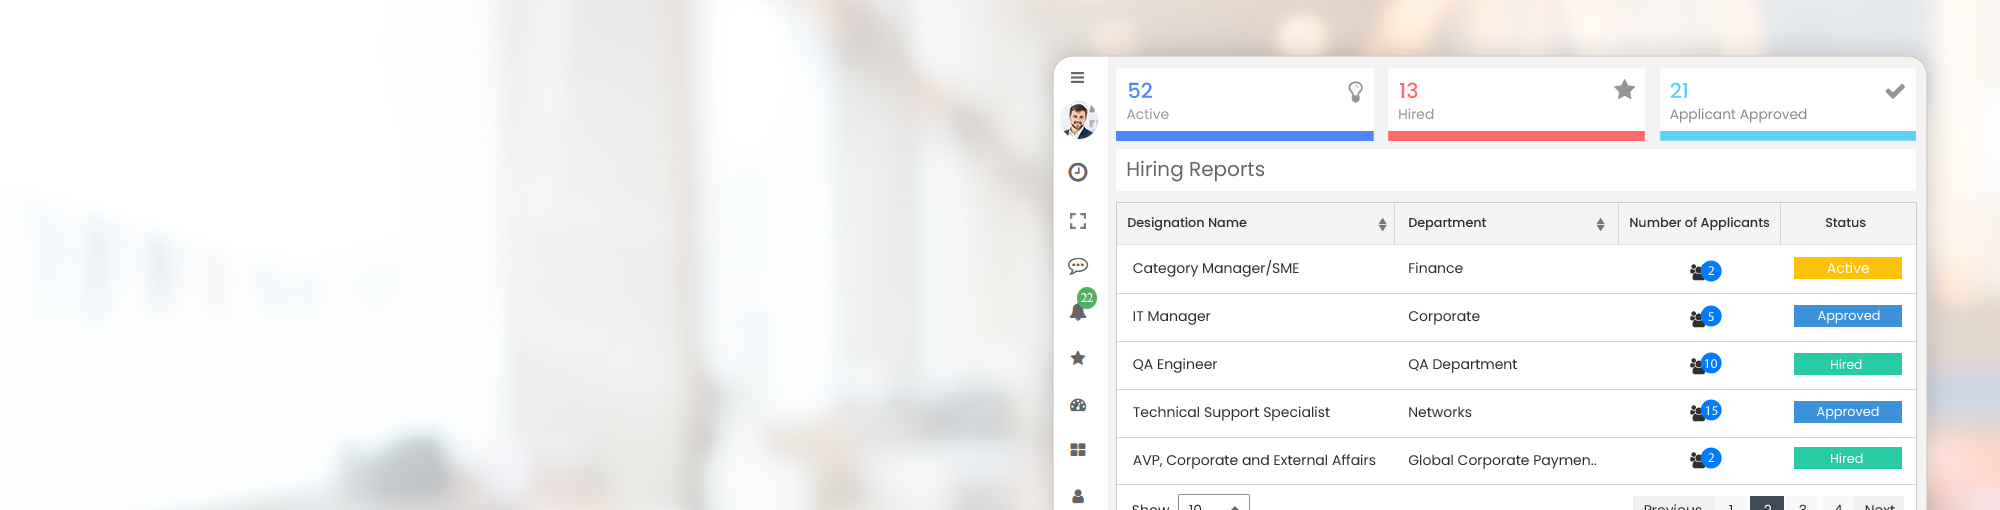 52
Active
13
Hired
21
Applicant Approved
Hiring Reports
Designation Name Department Number of Applicants Status
Category Manager/SME Finance 2 Active
22
IT Manager Corporate 5 Approved
QA Engineer QA Department 10 Hired
Technical Support Specialist Networks 15 Approved
AVP, Corporate and External Affairs Global Corporate Paymen.. 2 Hired
Show 10 Previous 1 2 3 4 Next